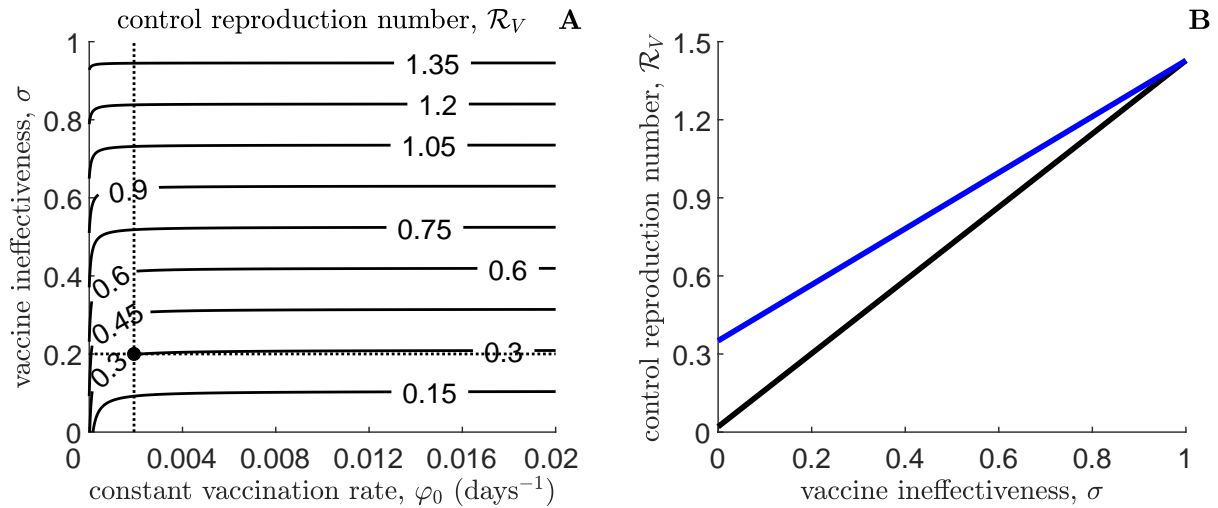 control reproduction number, ℛ_V A
vaccine ineffectiveness, σ
1
0.8
0.6
0.4
0.2
0
1.35
1.2
1.05
0.9
0.75
0.6
0.45
0.3
0.3
0.15
0 0.004 0.008 0.012 0.016 0.02
constant vaccination rate, φ₀ (days⁻¹)
B
control reproduction number, ℛ_V
1.5
1.2
0.9
0.6
0.3
0
0 0.2 0.4 0.6 0.8 1
vaccine ineffectiveness, σ
0.6